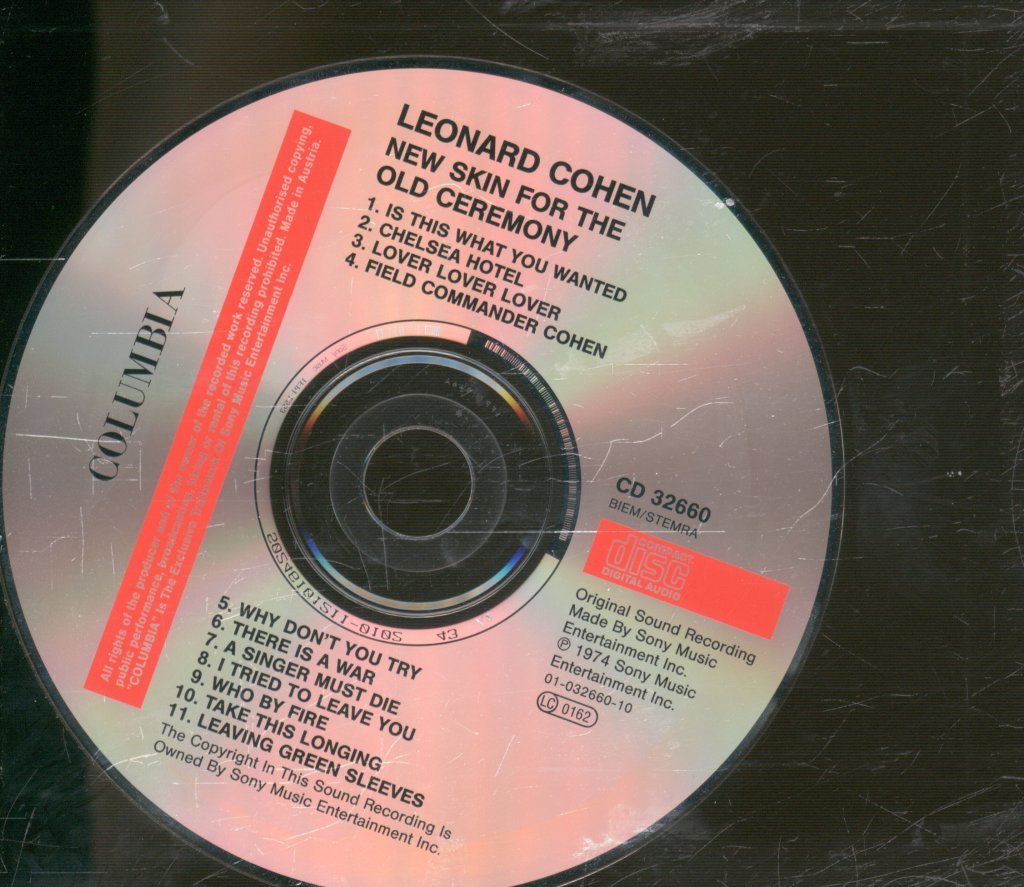 LEONARD COHEN
NEW SKIN FOR THE
OLD CEREMONY
1. IS THIS WHAT YOU WANTED
2. CHELSEA HOTEL
3. LOVER LOVER LOVER
4. FIELD COMMANDER COHEN
COLUMBIA
All rights of the producer and of the owner of the recorded work reserved. Unauthorised copying,
public performance, broadcasting, hiring or rental of this recording prohibited. Made in Austria.
"COLUMBIA" Is The Exclusive Trademark Of Sony Music Entertainment Inc.
CD 32660
BIEM/STEMRA
COMPACT
disc
DIGITAL AUDIO
Original Sound Recording
Made By Sony Music
Entertainment Inc.
℗ 1974 Sony Music
Entertainment Inc.
01-032660-10
LC 0162
5. WHY DON'T YOU TRY
6. THERE IS A WAR
7. A SINGER MUST DIE
8. I TRIED TO LEAVE YOU
9. WHO BY FIRE
10. TAKE THIS LONGING
11. LEAVING GREEN SLEEVES
The Copyright In This Sound Recording Is
Owned By Sony Music Entertainment Inc.
43